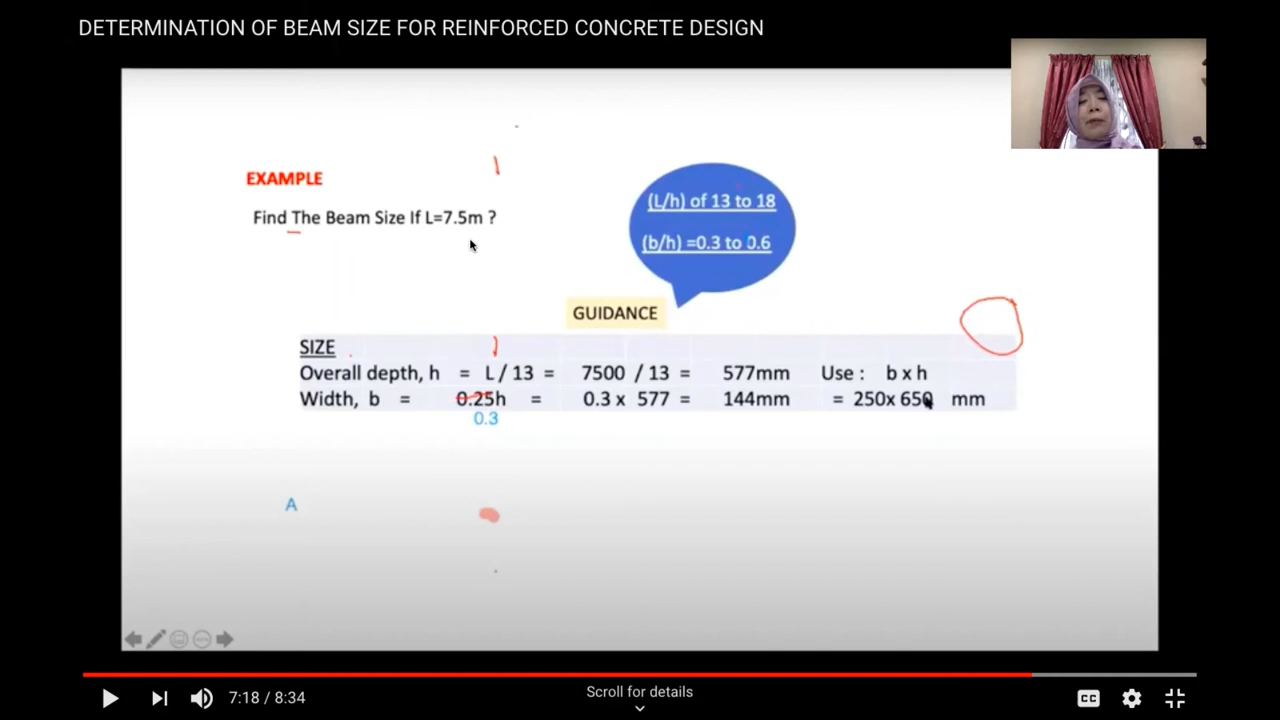 DETERMINATION OF BEAM SIZE FOR REINFORCED CONCRETE DESIGN
EXAMPLE
Find The Beam Size If L=7.5m ?
(L/h) of 13 to 18
(b/h) =0.3 to 0.6
GUIDANCE
SIZE
Overall depth, h = L / 13 = 7500 / 13 = 577mm Use : b x h
Width, b = 0.25h = 0.3 x 577 = 144mm = 250x 650 mm
0.3
A
7:18 / 8:34
Scroll for details
CC